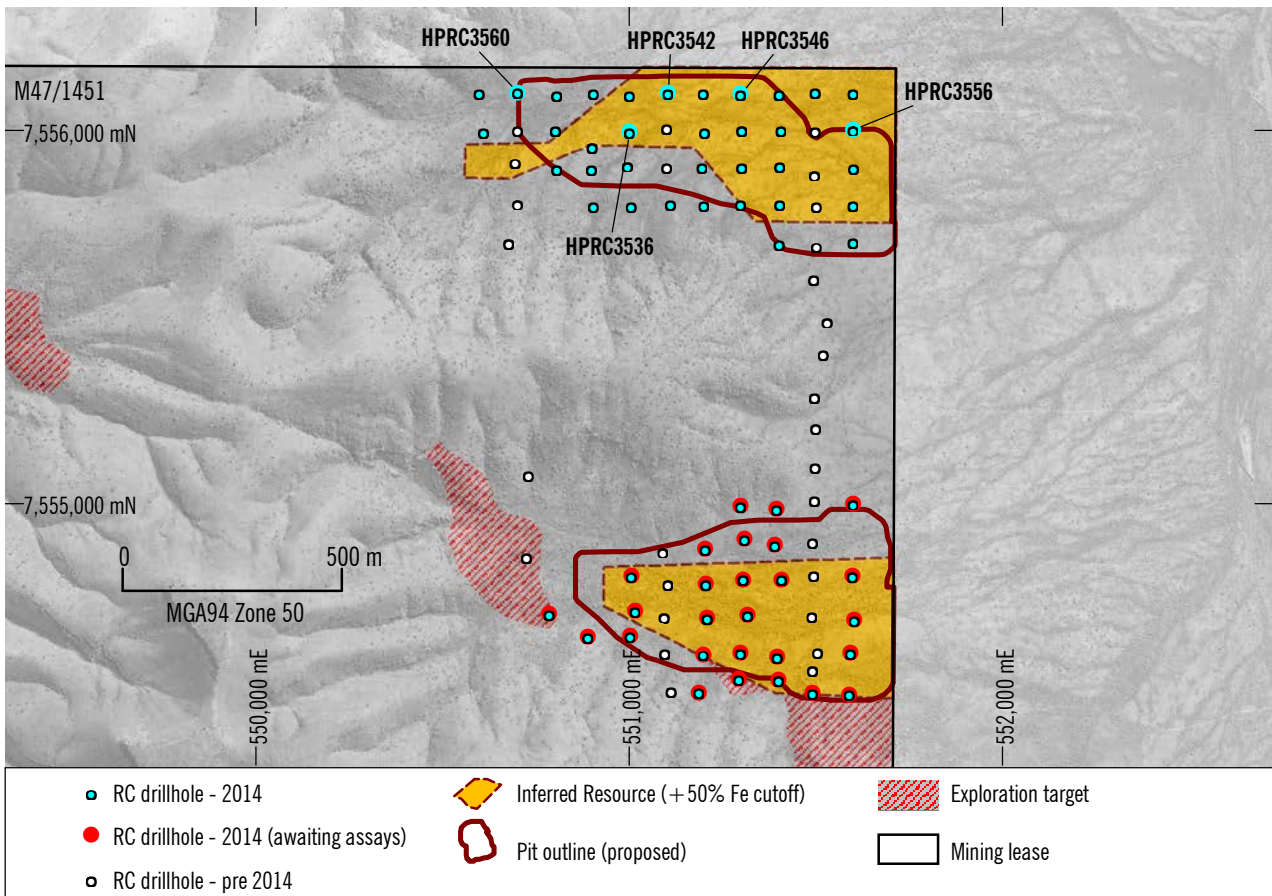 HPRC3560
HPRC3542
HPRC3546
M47/1451
HPRC3556
7,556,000 mN
HPRC3536
7,555,000 mN
0
500 m
MGA94 Zone 50
550,000 mE
551,000 mE
552,000 mE
RC drillhole - 2014
Inferred Resource (+50% Fe cutoff)
Exploration target
RC drillhole - 2014 (awaiting assays)
Pit outline (proposed)
Mining lease
RC drillhole - pre 2014